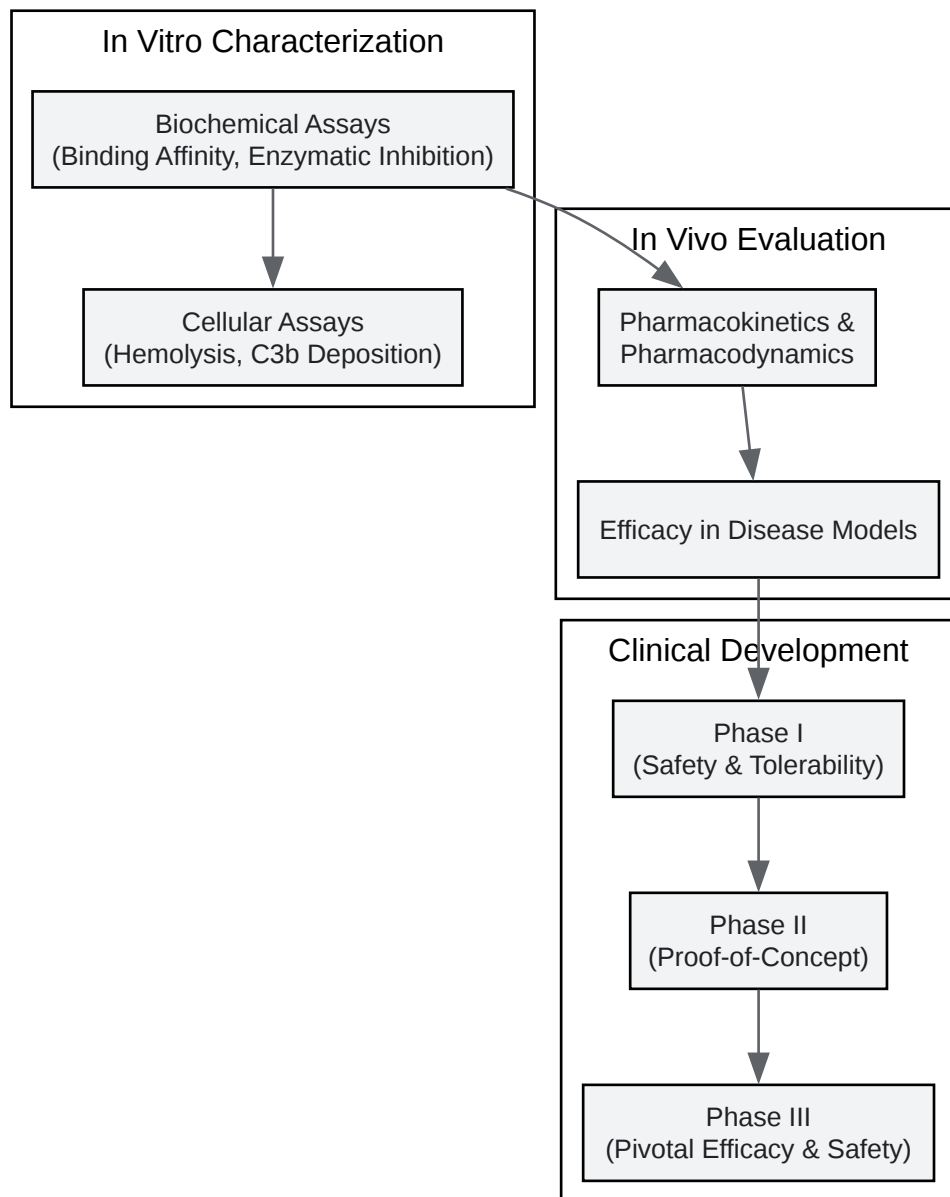 In Vitro Characterization
Biochemical Assays
(Binding Affinity, Enzymatic Inhibition)
Cellular Assays
(Hemolysis, C3b Deposition)
In Vivo Evaluation
Pharmacokinetics &
Pharmacodynamics
Efficacy in Disease Models
Clinical Development
Phase I
(Safety & Tolerability)
Phase II
(Proof-of-Concept)
Phase III
(Pivotal Efficacy & Safety)